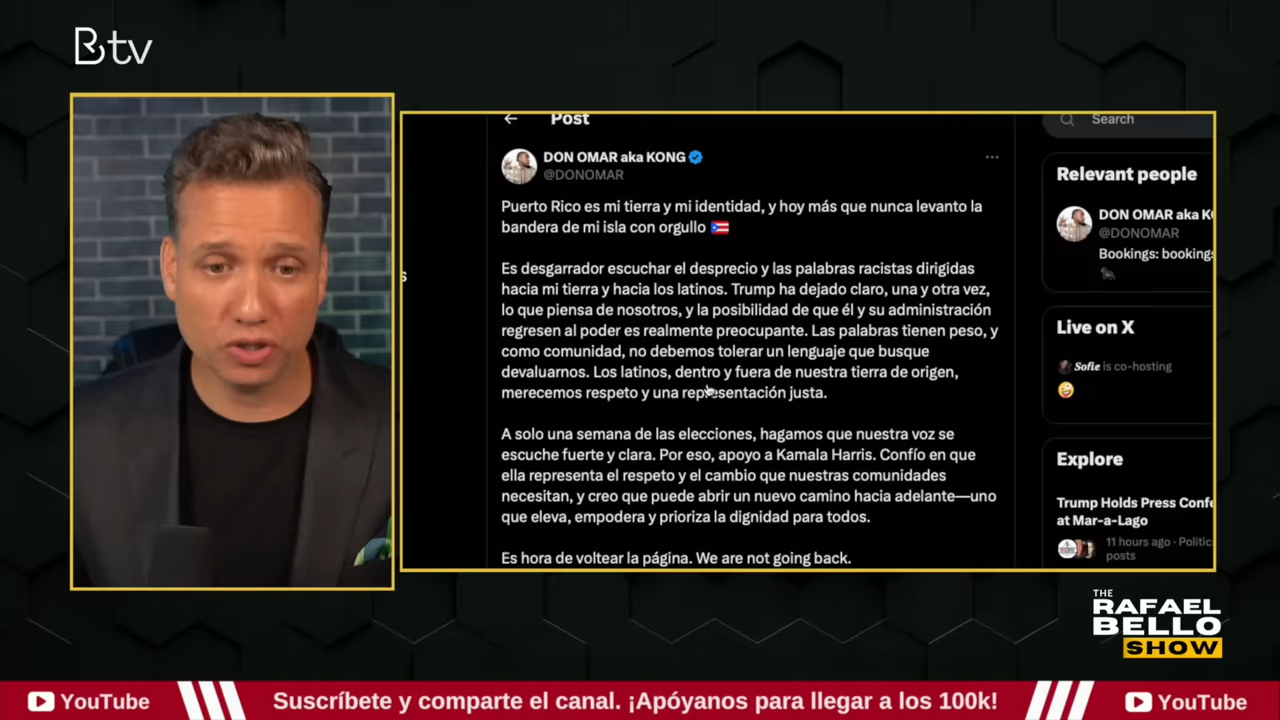 Btv
Post
Search
DON OMAR aka KONG
@DONOMAR
Puerto Rico es mi tierra y mi identidad, y hoy más que nunca levanto la
bandera de mi isla con orgullo 🇵🇷
Es desgarrador escuchar el desprecio y las palabras racistas dirigidas
hacia mi tierra y hacia los latinos. Trump ha dejado claro, una y otra vez,
lo que piensa de nosotros, y la posibilidad de que él y su administración
regresen al poder es realmente preocupante. Las palabras tienen peso, y
como comunidad, no debemos tolerar un lenguaje que busque
devaluarnos. Los latinos, dentro y fuera de nuestra tierra de origen,
merecemos respeto y una representación justa.
A solo una semana de las elecciones, hagamos que nuestra voz se
escuche fuerte y clara. Por eso, apoyo a Kamala Harris. Confío en que
ella representa el respeto y el cambio que nuestras comunidades
necesitan, y creo que puede abrir un nuevo camino hacia adelante—uno
que eleva, empodera y prioriza la dignidad para todos.
Es hora de voltear la página. We are not going back.
s
Relevant people
DON OMAR aka K
@DONOMAR
Bookings: bookings
Live on X
Sofie is co-hosting
🤪
Explore
Trump Holds Press Confe
at Mar-a-Lago
11 hours ago · Politic
posts
THE
RAFAEL
BELLO
SHOW
YouTube
Suscríbete y comparte el canal. ¡Apóyanos para llegar a los 100k!
YouTube